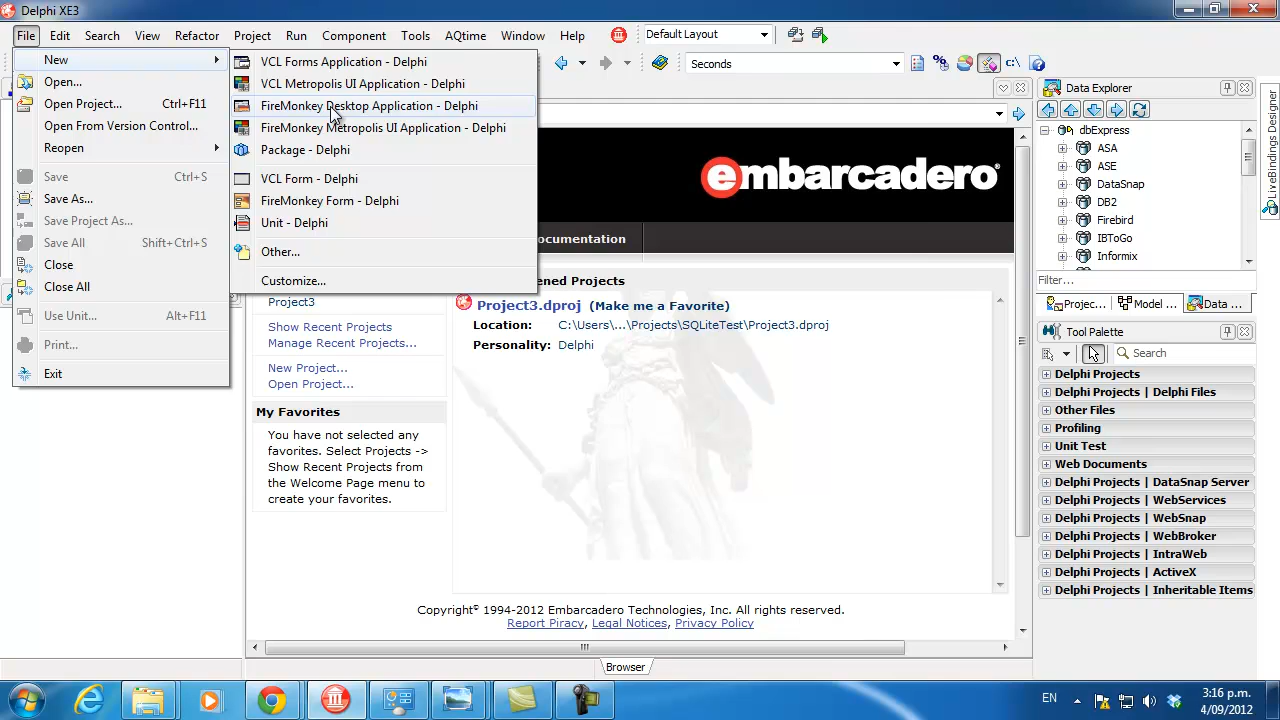 Delphi XE3
File Edit Search View Refactor Project Run Component Tools AQtime Window Help Default Layout
Seconds
New
Open...
Open Project... Ctrl+F11
Open From Version Control...
Reopen
Save Ctrl+S
Save As...
Save Project As...
Save All Shift+Ctrl+S
Close
Close All
Use Unit... Alt+F11
Print...
Exit
VCL Forms Application - Delphi
VCL Metropolis UI Application - Delphi
FireMonkey Desktop Application - Delphi
FireMonkey Metropolis UI Application - Delphi
Package - Delphi
VCL Form - Delphi
FireMonkey Form - Delphi
Unit - Delphi
Other...
Customize...
embarcadero
ocumentation
ened Projects
Project3
Show Recent Projects
Manage Recent Projects...
New Project...
Open Project...
My Favorites
You have not selected any
favorites. Select Projects ->
Show Recent Projects from
the Welcome Page menu to
create your favorites.
Project3.dproj (Make me a Favorite)
Location: C:\Users\...\Projects\SQLiteTest\Project3.dproj
Personality: Delphi
Copyright© 1994-2012 Embarcadero Technologies, Inc. All rights reserved.
Report Piracy, Legal Notices, Privacy Policy
Browser
Data Explorer
dbExpress
ASA
ASE
DataSnap
DB2
Firebird
IBToGo
Informix
Filter...
Projec... Model ... Data ...
Tool Palette
Search
Delphi Projects
Delphi Projects | Delphi Files
Other Files
Profiling
Unit Test
Web Documents
Delphi Projects | DataSnap Server
Delphi Projects | WebServices
Delphi Projects | WebSnap
Delphi Projects | WebBroker
Delphi Projects | IntraWeb
Delphi Projects | ActiveX
Delphi Projects | Inheritable Items
LiveBindings Designer
EN
3:16 p.m.
4/09/2012